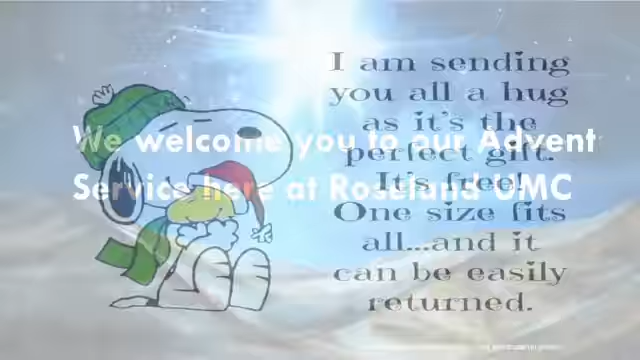 I am sending
you all a hug
as it's the
perfect gift.
It's free!
One size fits
all...and it
can be easily
returned.
We welcome you to our Advent
Service here at Roseland UMC